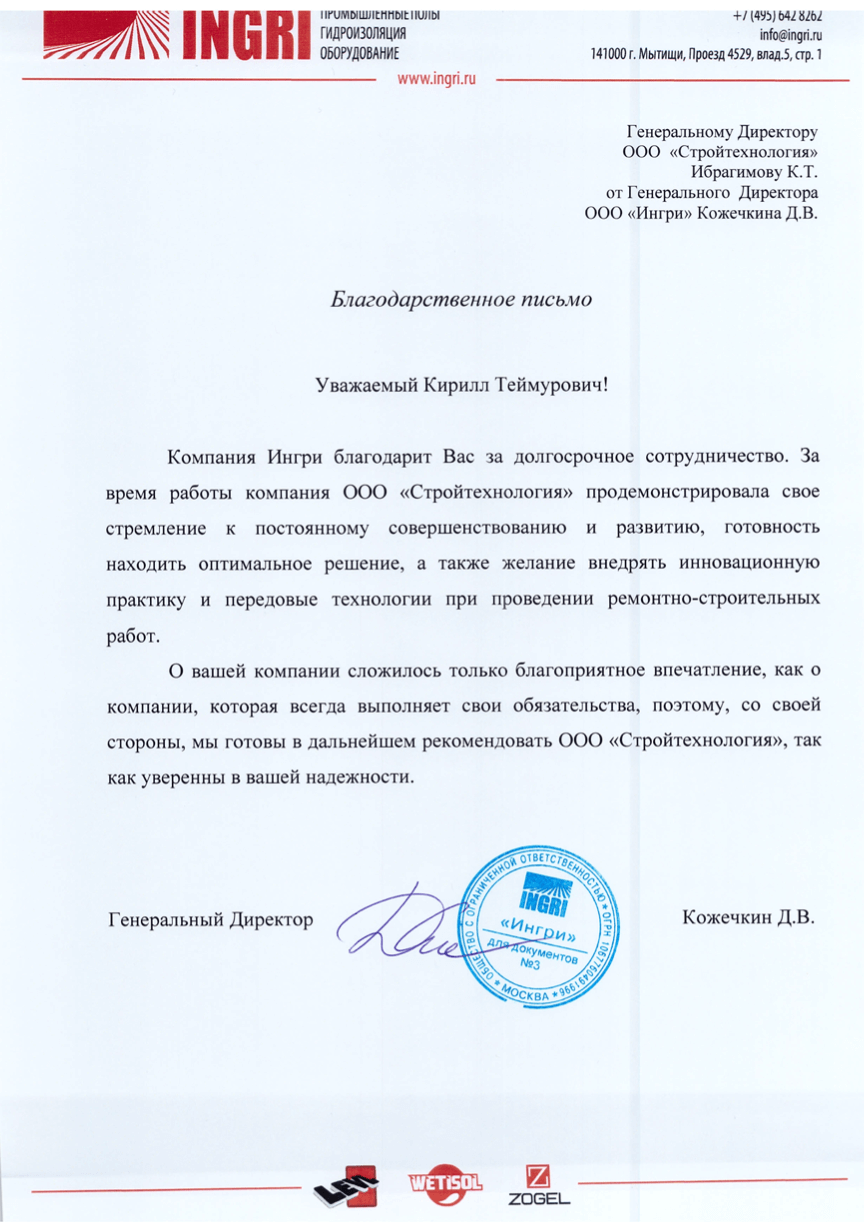 INGRI
ПРОМЫШЛЕННЫЕ ПОЛЫ
ГИДРОИЗОЛЯЦИЯ
ОБОРУДОВАНИЕ
+7 (495) 642 8262
info@ingri.ru
141000 г. Мытищи, Проезд 4529, влад.5, стр. 1
www.ingri.ru
Генеральному Директору
ООО «Стройтехнология»
Ибрагимову К.Т.
от Генерального Директора
ООО «Ингри» Кожечкина Д.В.
Благодарственное письмо
Уважаемый Кирилл Теймурович!
Компания Ингри благодарит Вас за долгосрочное сотрудничество. За
время работы компания ООО «Стройтехнология» продемонстрировала свое
стремление к постоянному совершенствованию и развитию, готовность
находить оптимальное решение, а также желание внедрять инновационную
практику и передовые технологии при проведении ремонтно-строительных
работ.
О вашей компании сложилось только благоприятное впечатление, как о
компании, которая всегда выполняет свои обязательства, поэтому, со своей
стороны, мы готовы в дальнейшем рекомендовать ООО «Стройтехнология», так
как уверенны в вашей надежности.
Генеральный Директор
Кожечкин Д.В.
ОБЩЕСТВО С ОГРАНИЧЕННОЙ ОТВЕТСТВЕННОСТЬЮ * ОГРН 1067760491996 * МОСКВА *
INGRI
«Ингри»
для документов
№3
LEVL
WETISOL
ZOGEL